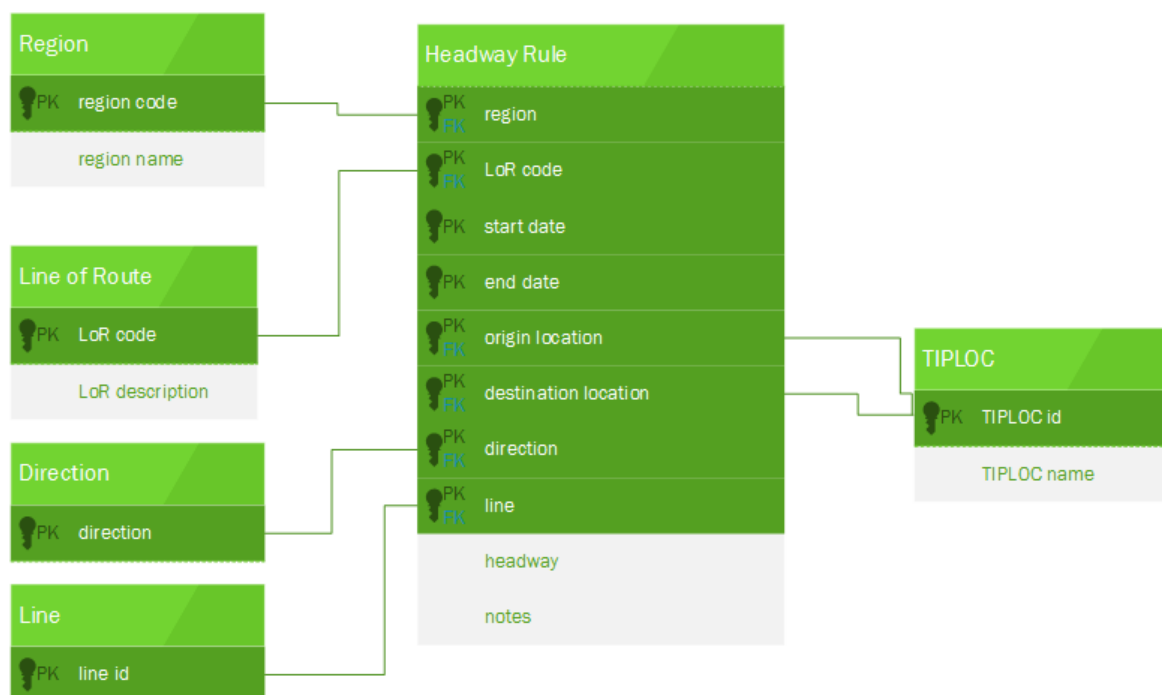 Region
PK region code
region name
Line of Route
PK LoR code
LoR description
Direction
PK direction
Line
PK line id
Headway Rule
PK FK region
PK FK LoR code
PK start date
PK end date
PK FK origin location
PK FK destination location
PK FK direction
PK FK line
headway
notes
TIPLOC
PK TIPLOC id
TIPLOC name